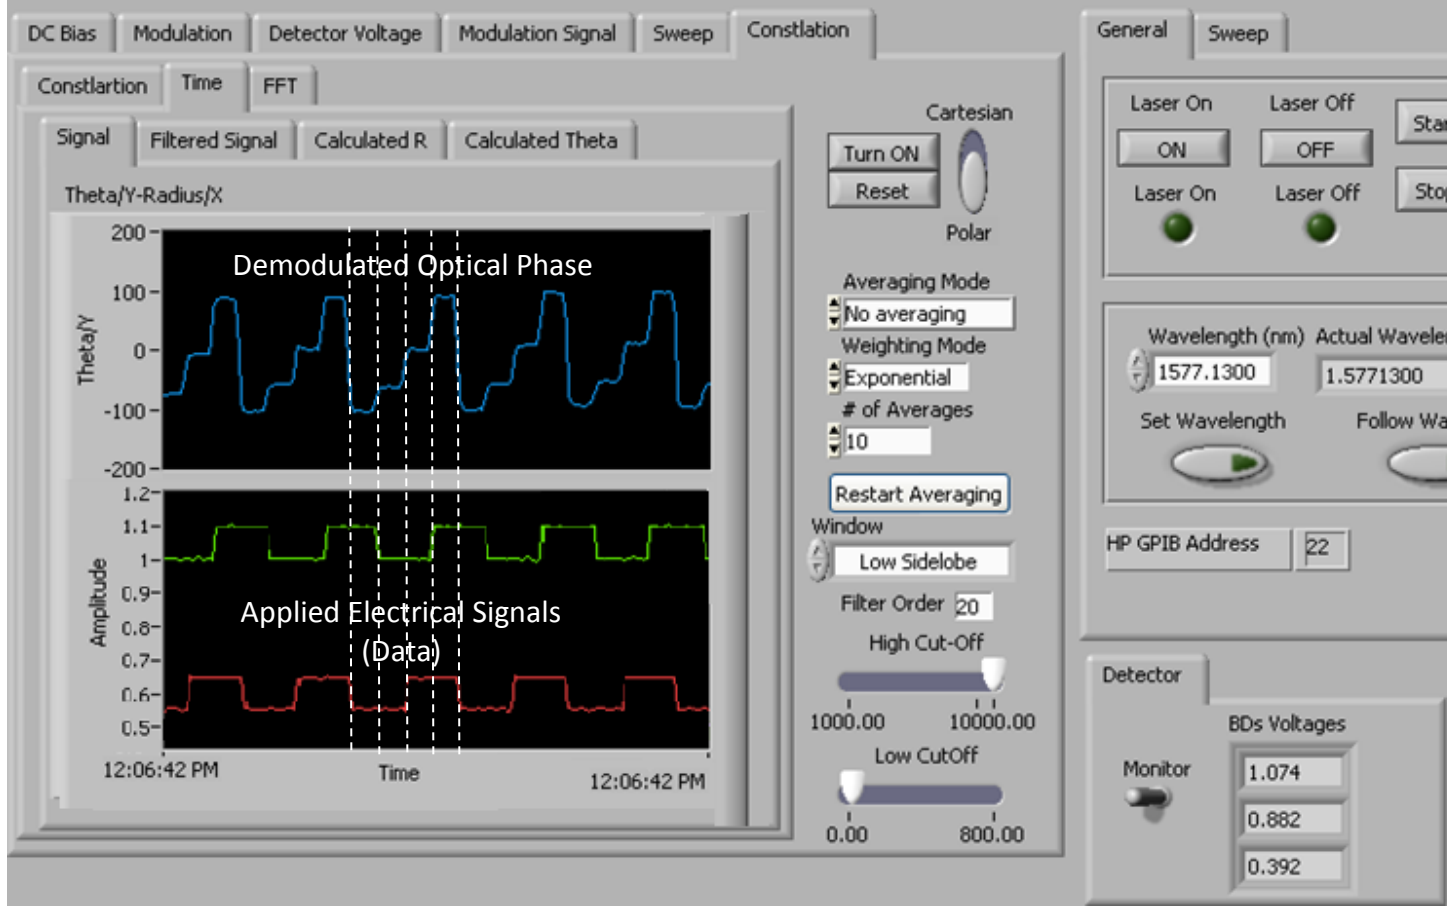 DC Bias
Modulation
Detector Voltage
Modulation Signal
Sweep
Constlation
Constlartion
Time
FFT
Signal
Filtered Signal
Calculated R
Calculated Theta
Theta/Y-Radius/X
200
100
0
-100
-200
Theta/Y
Demodulated Optical Phase
1.2
1.1
1
0.9
0.8
0.7
0.6
0.5
Amplitude
Applied Electrical Signals
(Data)
12:06:42 PM
Time
12:06:42 PM
Cartesian
Turn ON
Reset
Polar
Averaging Mode
No averaging
Weighting Mode
Exponential
# of Averages
10
Restart Averaging
Window
Low Sidelobe
Filter Order 20
High Cut-Off
1000.00 10000.00
Low CutOff
0.00 800.00
General
Sweep
Laser On Laser Off
ON OFF
Star
Laser On Laser Off
Stop
Wavelength (nm) Actual Wavele
1577.1300 1.5771300
Set Wavelength Follow Wa
HP GPIB Address 22
Detector
BDs Voltages
Monitor
1.074
0.882
0.392